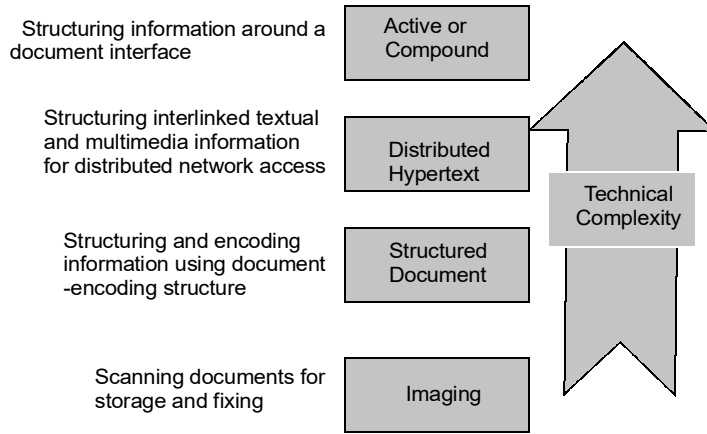 Structuring information around a
document interface
Active or
Compound
Structuring interlinked textual
and multimedia information
for distributed network access
Distributed
Hypertext
Technical
Complexity
Structuring and encoding
information using document
-encoding structure
Structured
Document
Scanning documents for
storage and fixing
Imaging